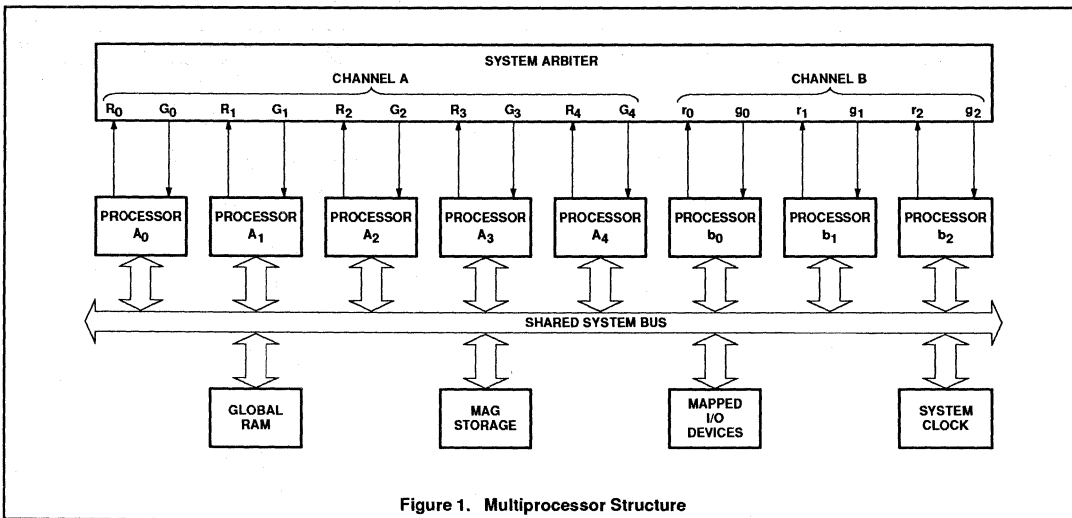 SYSTEM ARBITER
CHANNEL A CHANNEL B
R0 G0 R1 G1 R2 G2 R3 G3 R4 G4 r0 g0 r1 g1 r2 g2
PROCESSOR A0 PROCESSOR A1 PROCESSOR A2 PROCESSOR A3 PROCESSOR A4 PROCESSOR b0 PROCESSOR b1 PROCESSOR b2
SHARED SYSTEM BUS
GLOBAL RAM MAG STORAGE MAPPED I/O DEVICES SYSTEM CLOCK
Figure 1. Multiprocessor Structure